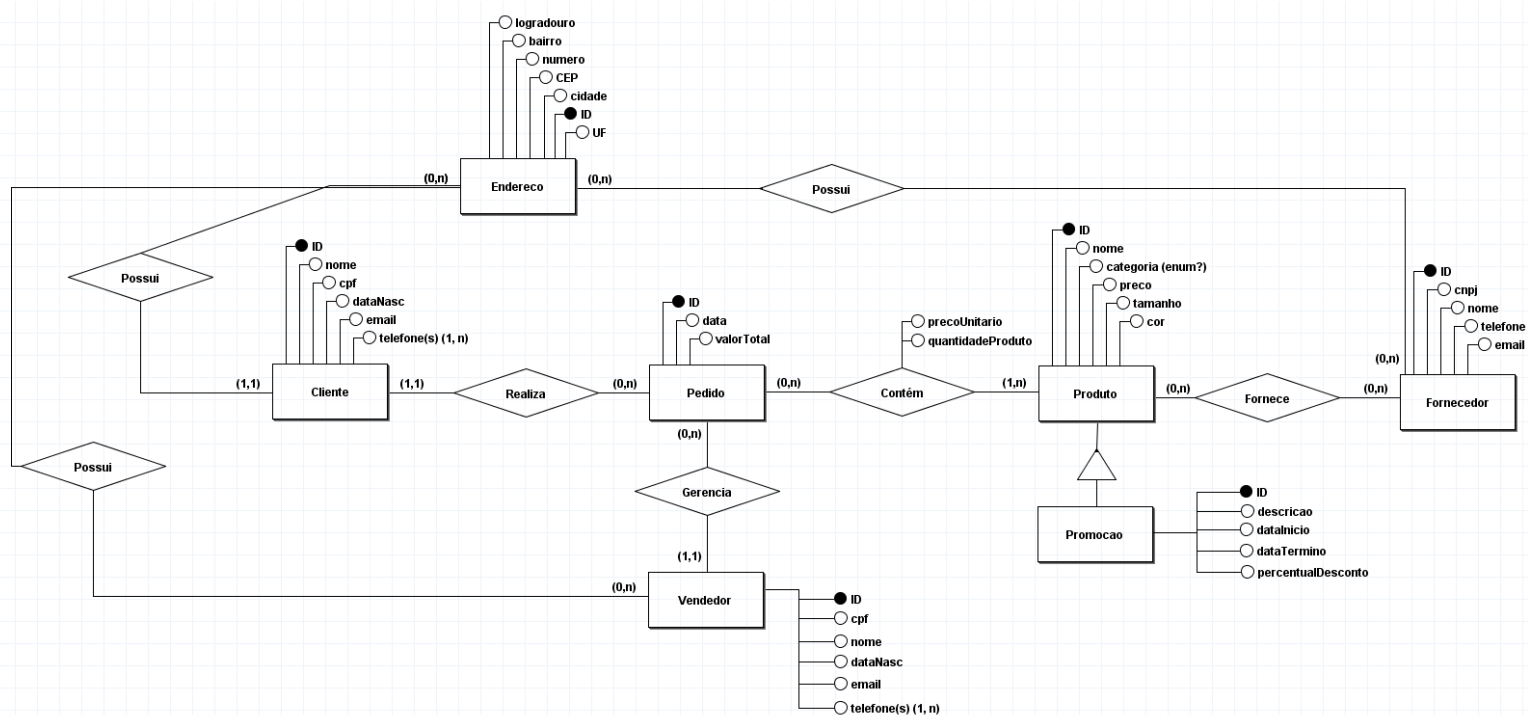 logradouro
bairro
numero
CEP
cidade
ID
UF
(0,n)
Endereco
(0,n)
Possui
Possui
ID
nome
cpf
dataNasc
email
telefone(s) (1, n)
(1,1)
Cliente
(1,1)
Realiza
(0,n)
ID
data
valorTotal
Pedido
(0,n)
precoUnitario
quantidadeProduto
Contém
(1,n)
ID
nome
categoria (enum?)
preco
tamanho
cor
Produto
(0,n)
Fornece
(0,n)
(0,n)
ID
cnpj
nome
telefone
email
Fornecedor
(0,n)
Gerencia
(1,1)
Possui
(0,n)
Vendedor
ID
cpf
nome
dataNasc
email
telefone(s) (1, n)
Promocao
ID
descricao
dataInicio
dataTermino
percentualDesconto